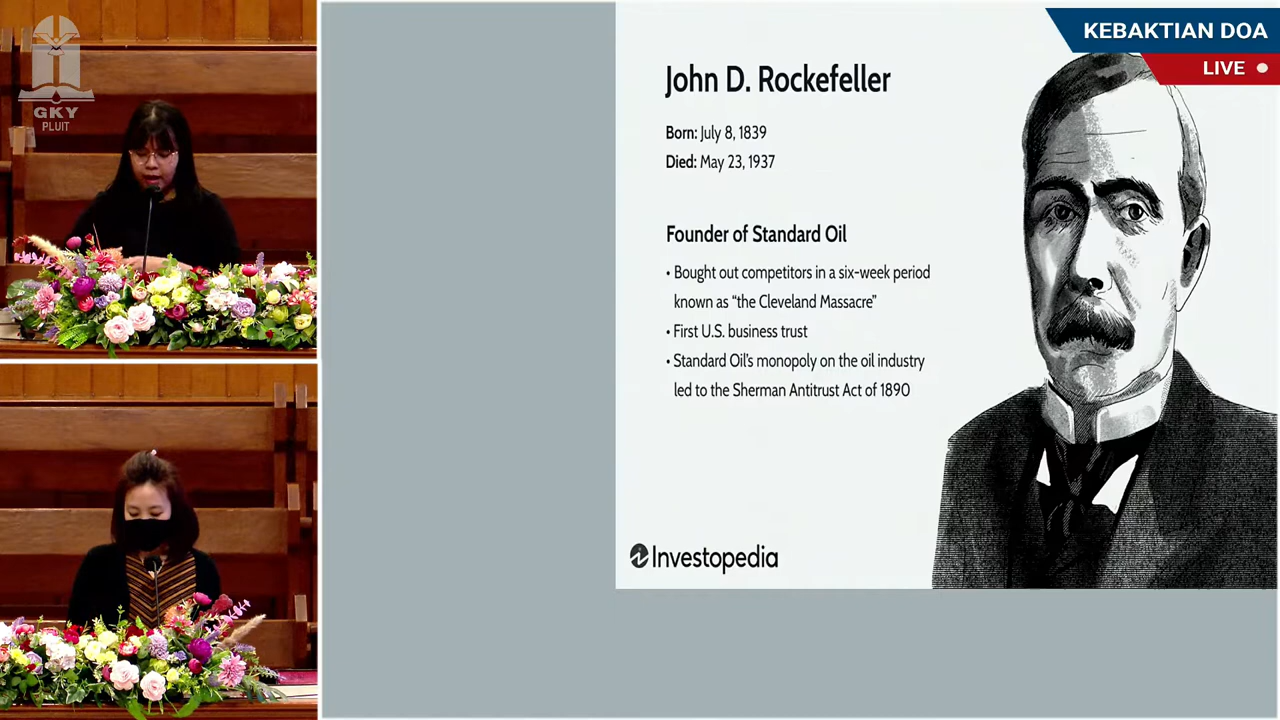 GKY
PLUIT
KEBAKTIAN DOA
LIVE
John D. Rockefeller
Born: July 8, 1839
Died: May 23, 1937
Founder of Standard Oil
• Bought out competitors in a six-week period
known as “the Cleveland Massacre”
• First U.S. business trust
• Standard Oil’s monopoly on the oil industry
led to the Sherman Antitrust Act of 1890
Investopedia